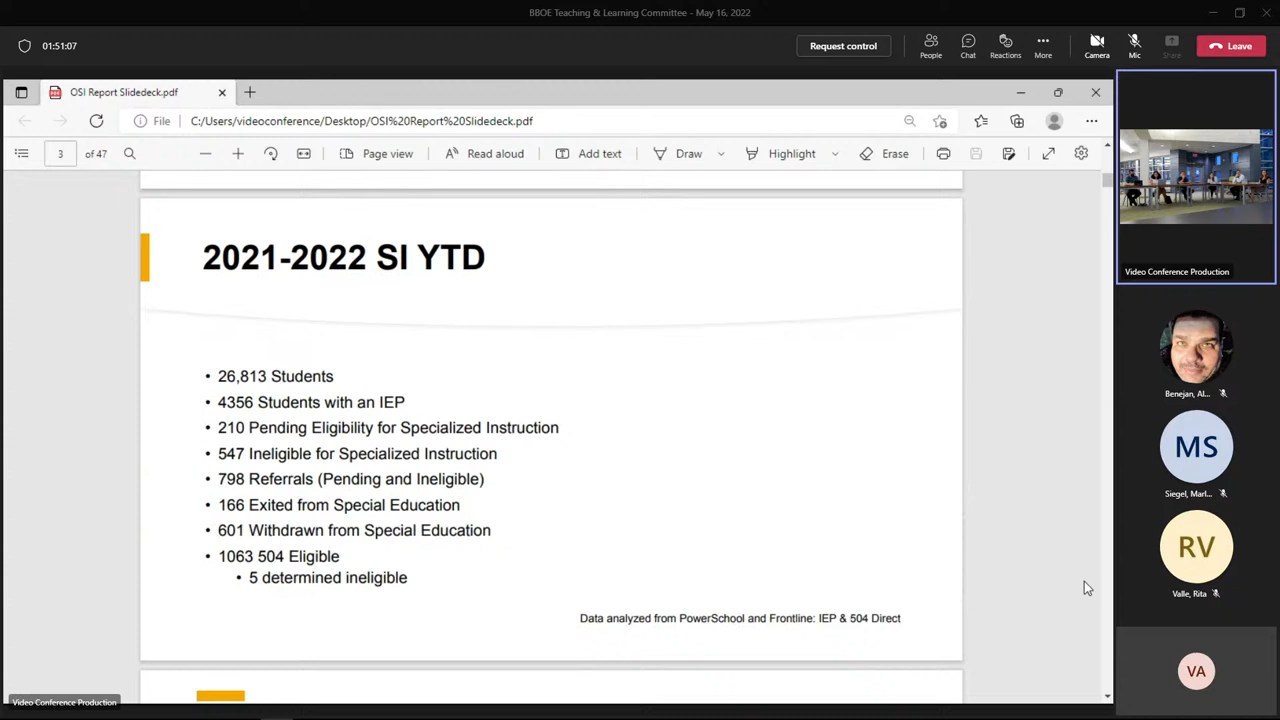 BBOE Teaching & Learning Committee - May 16, 2022
01:51:07
Request control
People
Chat
Reactions
More
Camera
Mic
Share
Leave
OSI Report Slidedeck.pdf
File
C:/Users/videoconference/Desktop/OSI%20Report%20Slidedeck.pdf
3 of 47
Page view
Read aloud
Add text
Draw
Highlight
Erase
2021-2022 SI YTD
• 26,813 Students
• 4356 Students with an IEP
• 210 Pending Eligibility for Specialized Instruction
• 547 Ineligible for Specialized Instruction
• 798 Referrals (Pending and Ineligible)
• 166 Exited from Special Education
• 601 Withdrawn from Special Education
• 1063 504 Eligible
• 5 determined ineligible
Data analyzed from PowerSchool and Frontline: IEP & 504 Direct
Video Conference Production
Video Conference Production
Benejan, Al...
MS
Siegel, Marl...
RV
Valle, Rita
VA